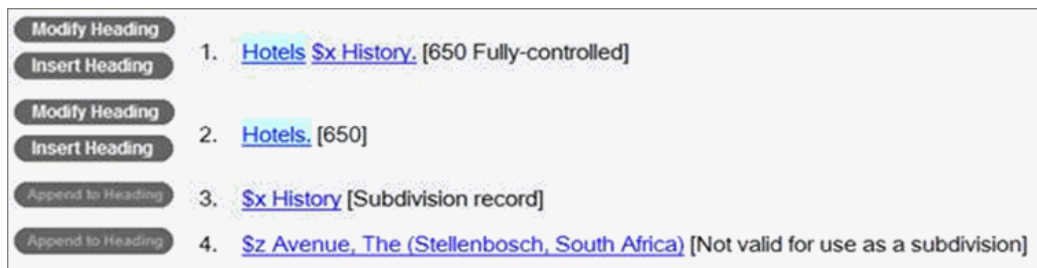 Modify Heading
Insert Heading
1. Hotels $x History. [650 Fully-controlled]
Modify Heading
Insert Heading
2. Hotels. [650]
Append to Heading
3. $x History [Subdivision record]
Append to Heading
4. $z Avenue, The (Stellenbosch, South Africa) [Not valid for use as a subdivision]